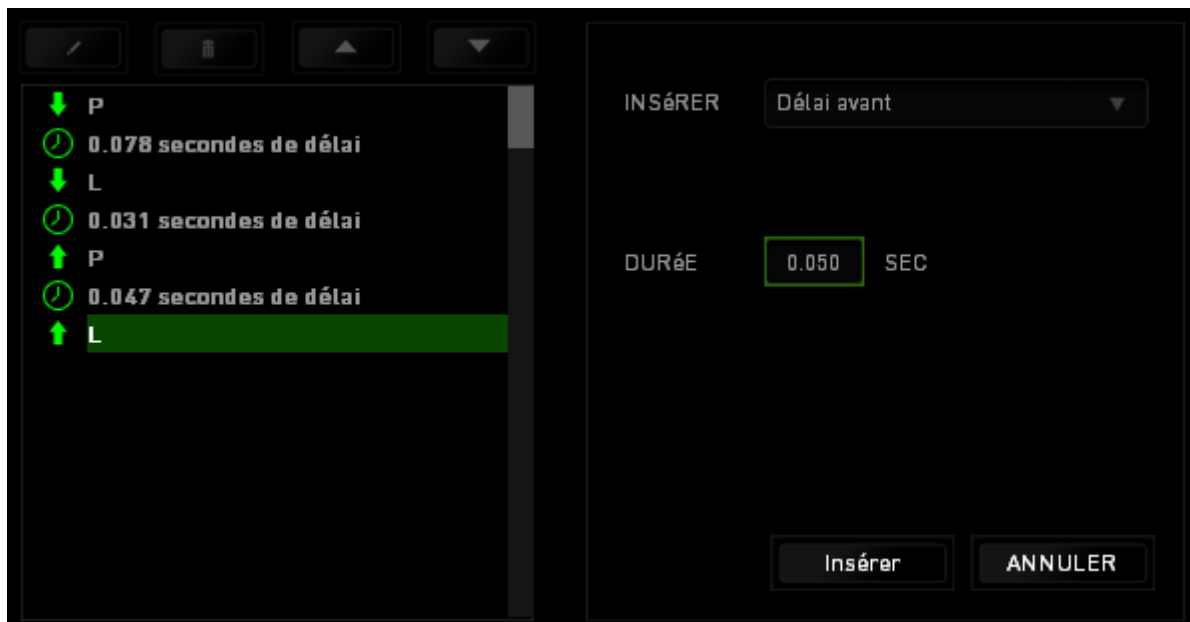 P
0.078 secondes de délai
L
0.031 secondes de délai
P
0.047 secondes de délai
L
INSéRER Délai avant
DURéE 0.050 SEC
Insérer ANNULER